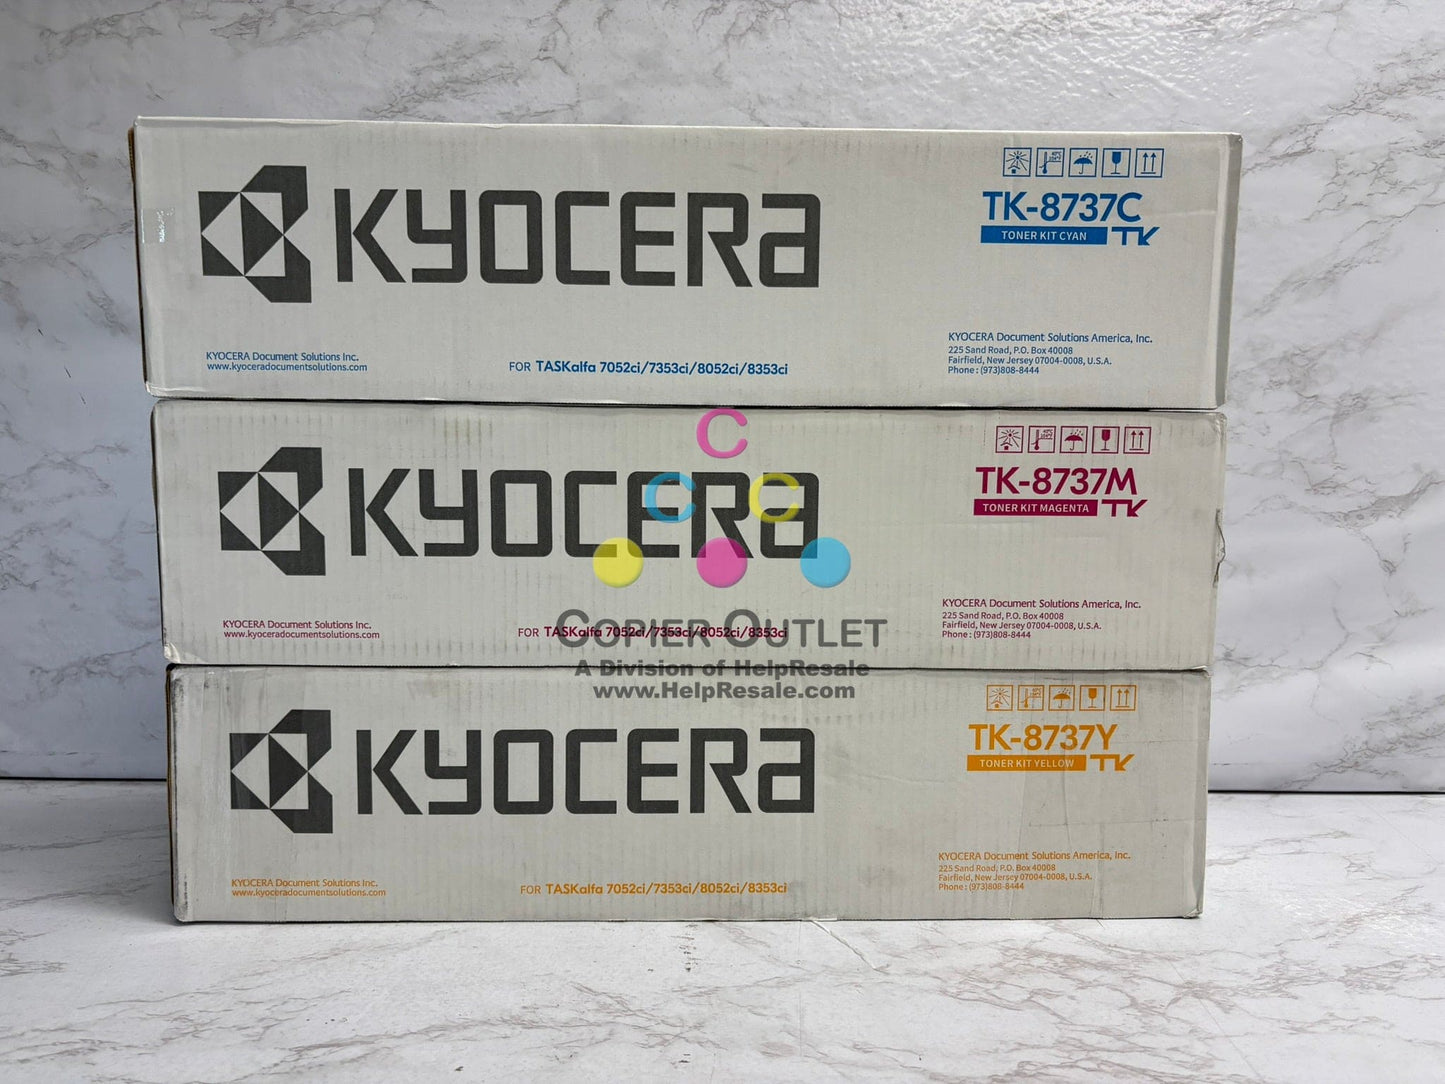 KYOCERA
TK-8737C
TONER KIT CYAN TK
KYOCERA Document Solutions Inc.
www.kyoceradocumentsolutions.com
FOR TASKalfa 7052ci/7353ci/8052ci/8353ci
KYOCERA Document Solutions America, Inc.
225 Sand Road, P.O. Box 40008
Fairfield, New Jersey 07004-0008, U.S.A.
Phone : (973)808-8444
KYOCERA
TK-8737M
TONER KIT MAGENTA TK
KYOCERA Document Solutions Inc.
www.kyoceradocumentsolutions.com
FOR TASKalfa 7052ci/7353ci/8052ci/8353ci
KYOCERA Document Solutions America, Inc.
225 Sand Road, P.O. Box 40008
Fairfield, New Jersey 07004-0008, U.S.A.
Phone : (973)808-8444
C
C C
COPIER OUTLET
A Division of HelpResale
www.HelpResale.com
KYOCERA
TK-8737Y
TONER KIT YELLOW TK
KYOCERA Document Solutions Inc.
www.kyoceradocumentsolutions.com
FOR TASKalfa 7052ci/7353ci/8052ci/8353ci
KYOCERA Document Solutions America, Inc.
225 Sand Road, P.O. Box 40008
Fairfield, New Jersey 07004-0008, U.S.A.
Phone : (973)808-8444